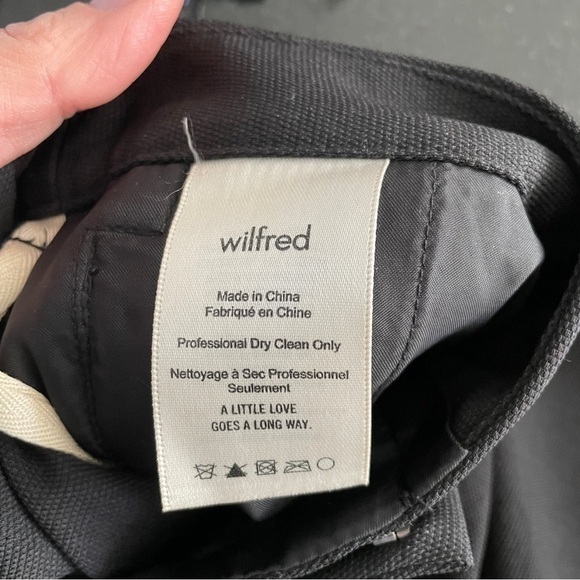 wilfred
Made in China
Fabriqué en Chine
Professional Dry Clean Only
Nettoyage à Sec Professionnel
Seulement
A LITTLE LOVE
GOES A LONG WAY.